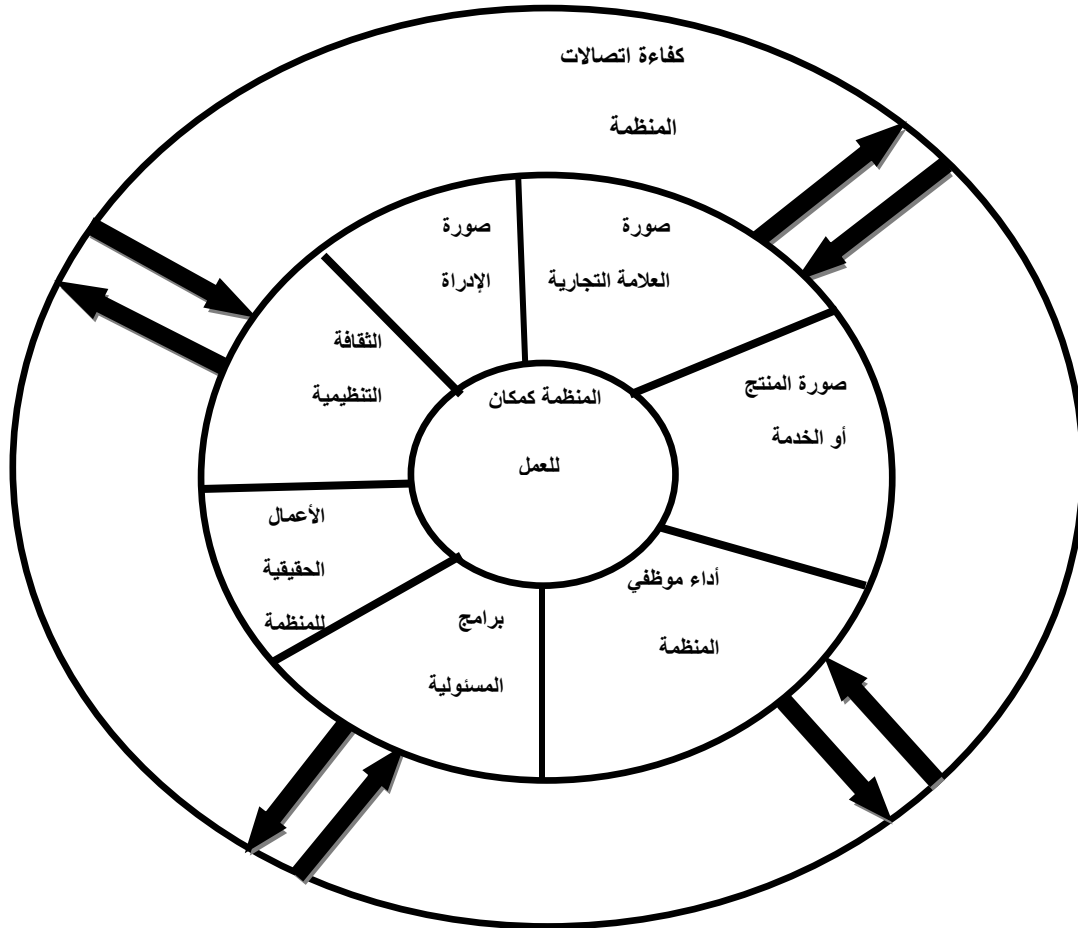 كفاءة اتصالات
المنظمة
صورة
العلامة التجارية
صورة
الإدراة
الثقافة
التنظيمية
المنظمة كمكان
للعمل
صورة المنتج
أو الخدمة
الأعمال
الحقيقية
للمنظمة
برامج
المسئولية
أداء موظفي
المنظمة